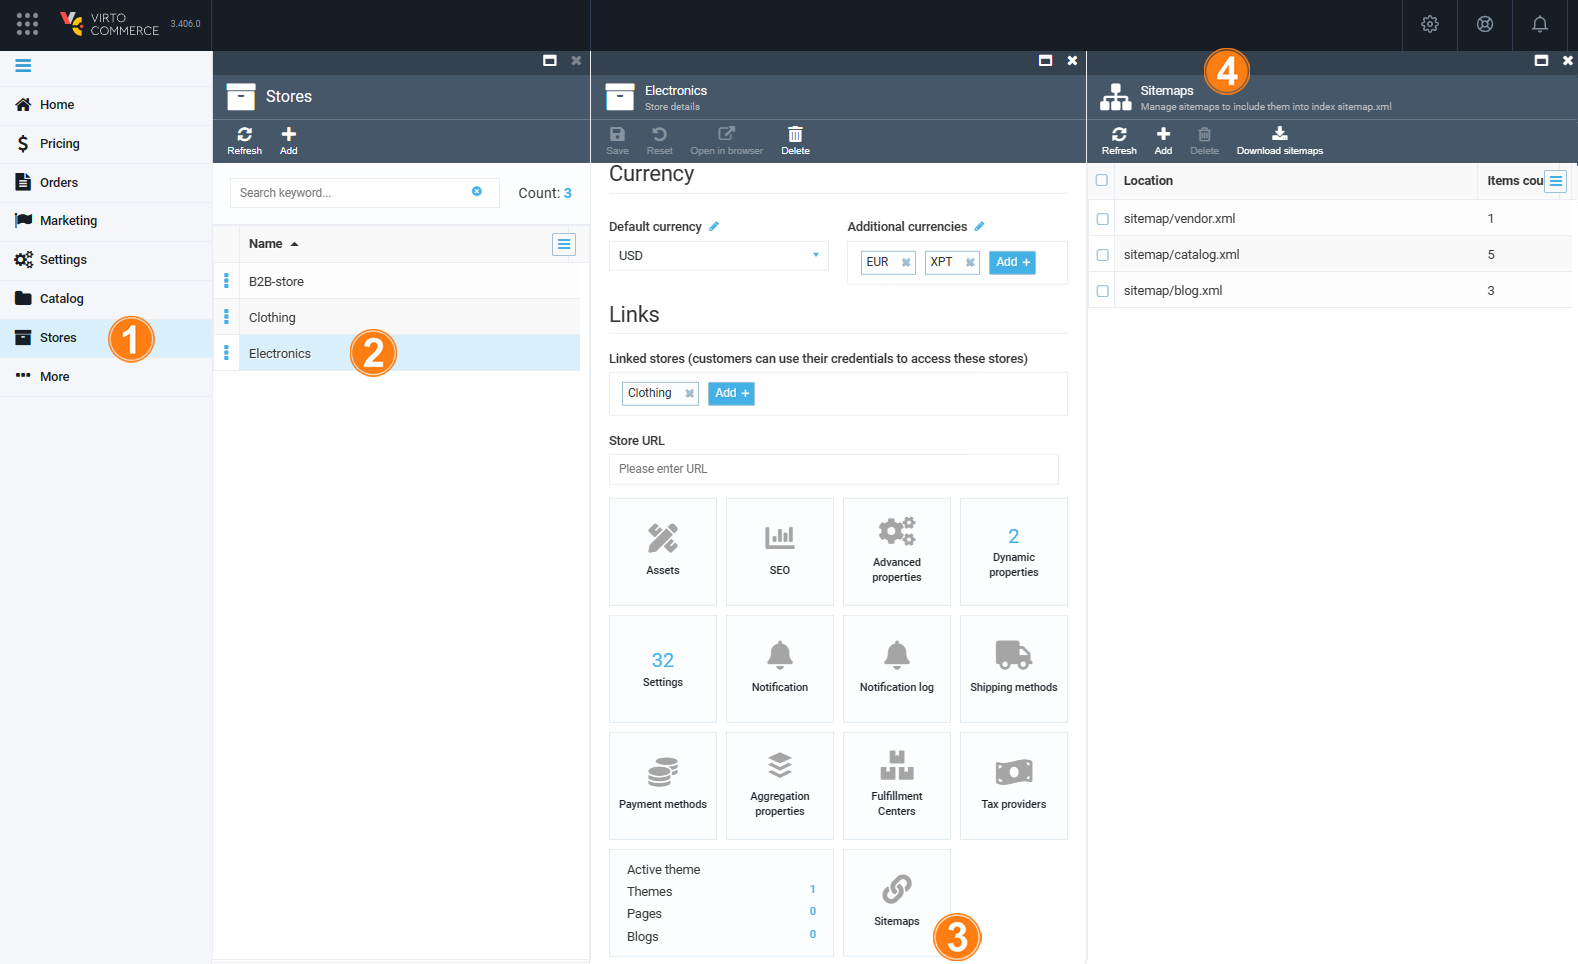 VIRTO
COMMERCE
3.406.0
Home
Pricing
Orders
Marketing
Settings
Catalog
Stores
More
1
Stores
Refresh
Add
Search keyword...
Count: 3
Name
B2B-store
Clothing
Electronics
2
Electronics
Store details
Save
Reset
Open in browser
Delete
Currency
Default currency
Additional currencies
USD
EUR
XPT
Add +
Links
Linked stores (customers can use their credentials to access these stores)
Clothing
Add +
Store URL
Please enter URL
Assets
SEO
Advanced
properties
2
Dynamic
properties
32
Settings
Notification
Notification log
Shipping methods
Payment methods
Aggregation
properties
Fulfillment
Centers
Tax providers
Active theme
Themes 1
Pages 0
Blogs 0
Sitemaps
3
4
Sitemaps
Manage sitemaps to include them into index sitemap.xml
Refresh
Add
Delete
Download sitemaps
Location
Items cou
sitemap/vendor.xml 1
sitemap/catalog.xml 5
sitemap/blog.xml 3